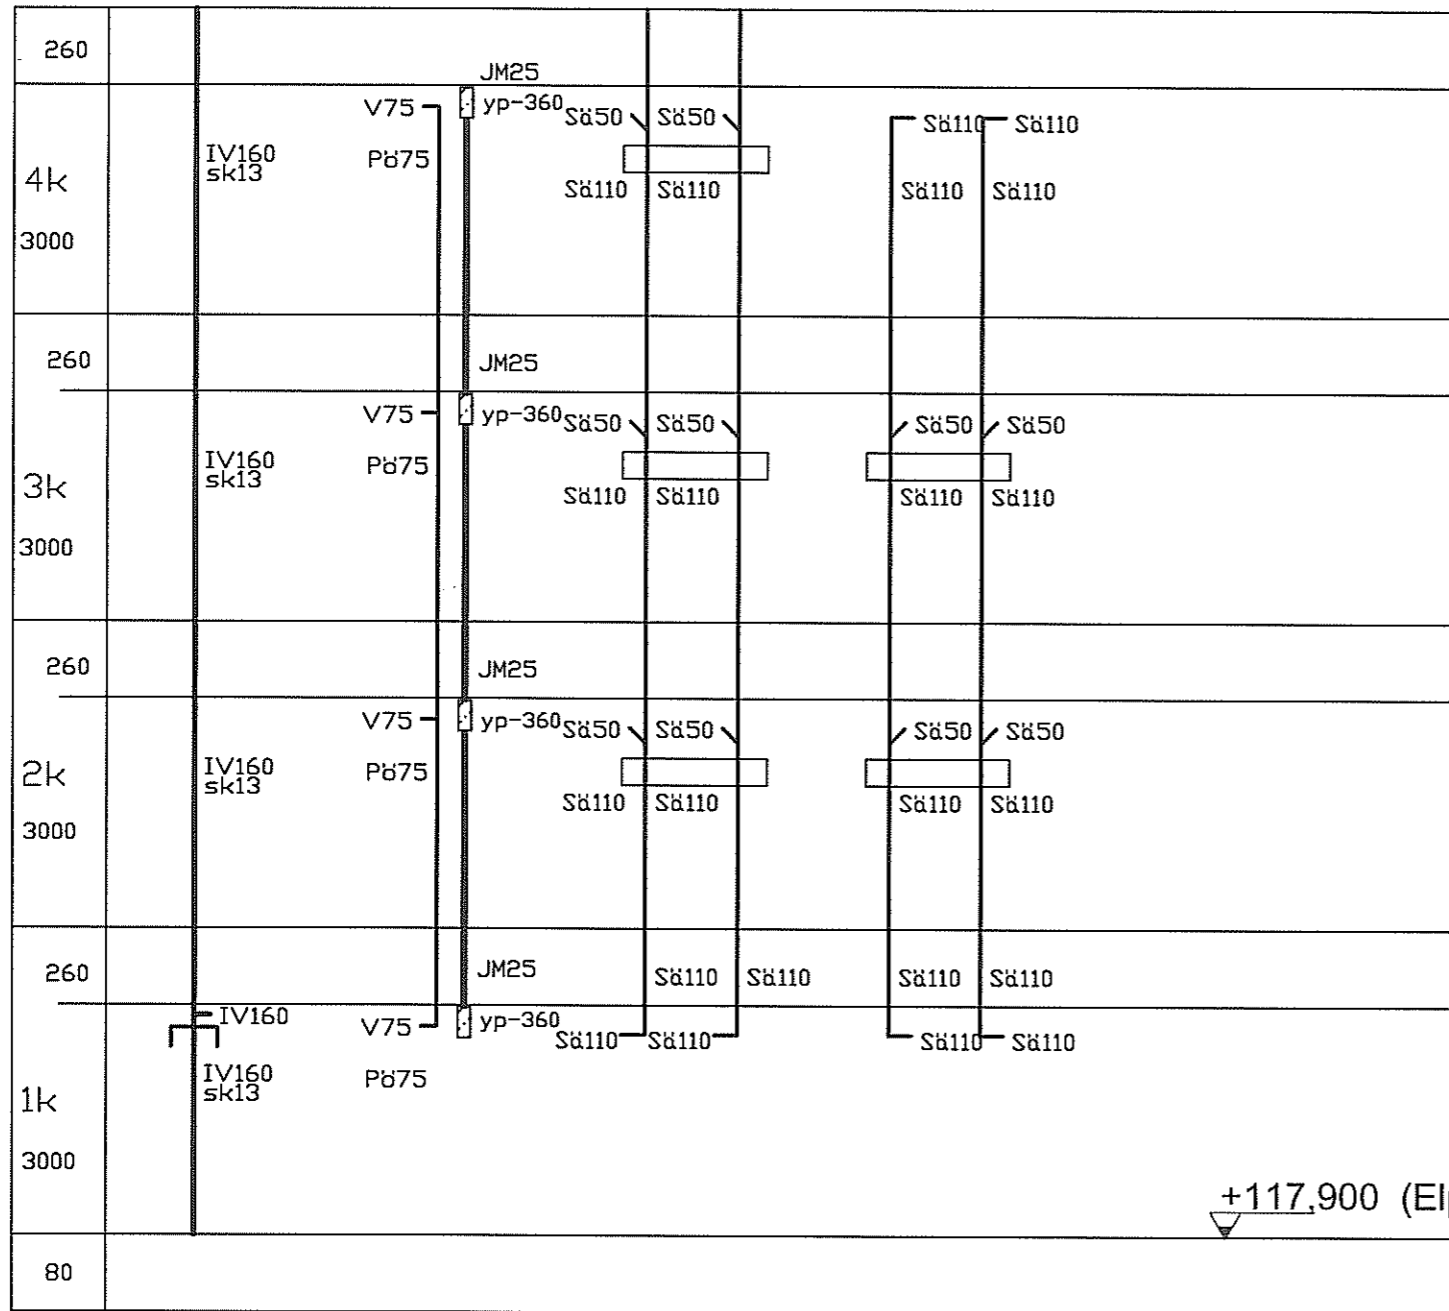 260
JM25
V75 yp-360 Sä50 Sä50 Sä110 Sä110
IV160 Pö75
sk13
4k Sä110 Sä110 Sä110 Sä110
3000
260 JM25
V75 yp-360 Sä50 Sä50 Sä50 Sä50
IV160 Pö75
sk13
3k Sä110 Sä110 Sä110 Sä110
3000
260 JM25
V75 yp-360 Sä50 Sä50 Sä50 Sä50
IV160 Pö75
sk13
2k Sä110 Sä110 Sä110 Sä110
3000
260 JM25 Sä110 Sä110 Sä110 Sä110
IV160 V75 yp-360 Sä110 Sä110 Sä110 Sä110
IV160 Pö75
sk13
1k
3000
+117,900
80